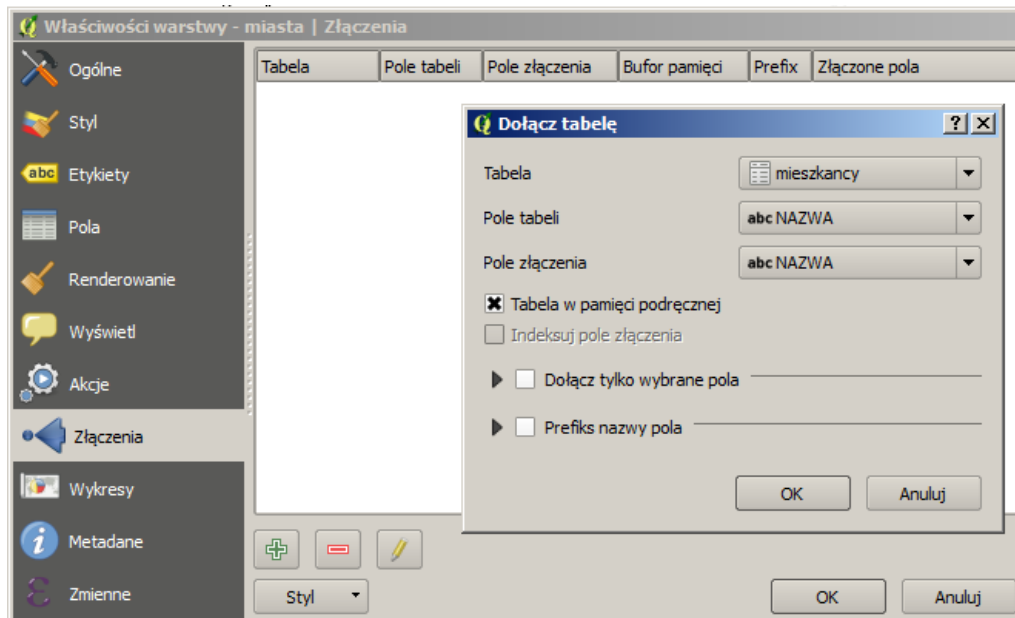 Właściwości warstwy - miasta | Złączenia
Ogólne
Styl
abc Etykiety
Pola
Renderowanie
Wyświetl
Akcje
Złączenia
Wykresy
Metadane
Zmienne
Tabela Pole tabeli Pole złączenia Bufor pamięci Prefix Złączone pola
Dołącz tabelę
Tabela mieszkancy
Pole tabeli abc NAZWA
Pole złączenia abc NAZWA
Tabela w pamięci podręcznej
Indeksuj pole złączenia
Dołącz tylko wybrane pola
Prefiks nazwy pola
OK Anuluj
Styl OK Anuluj